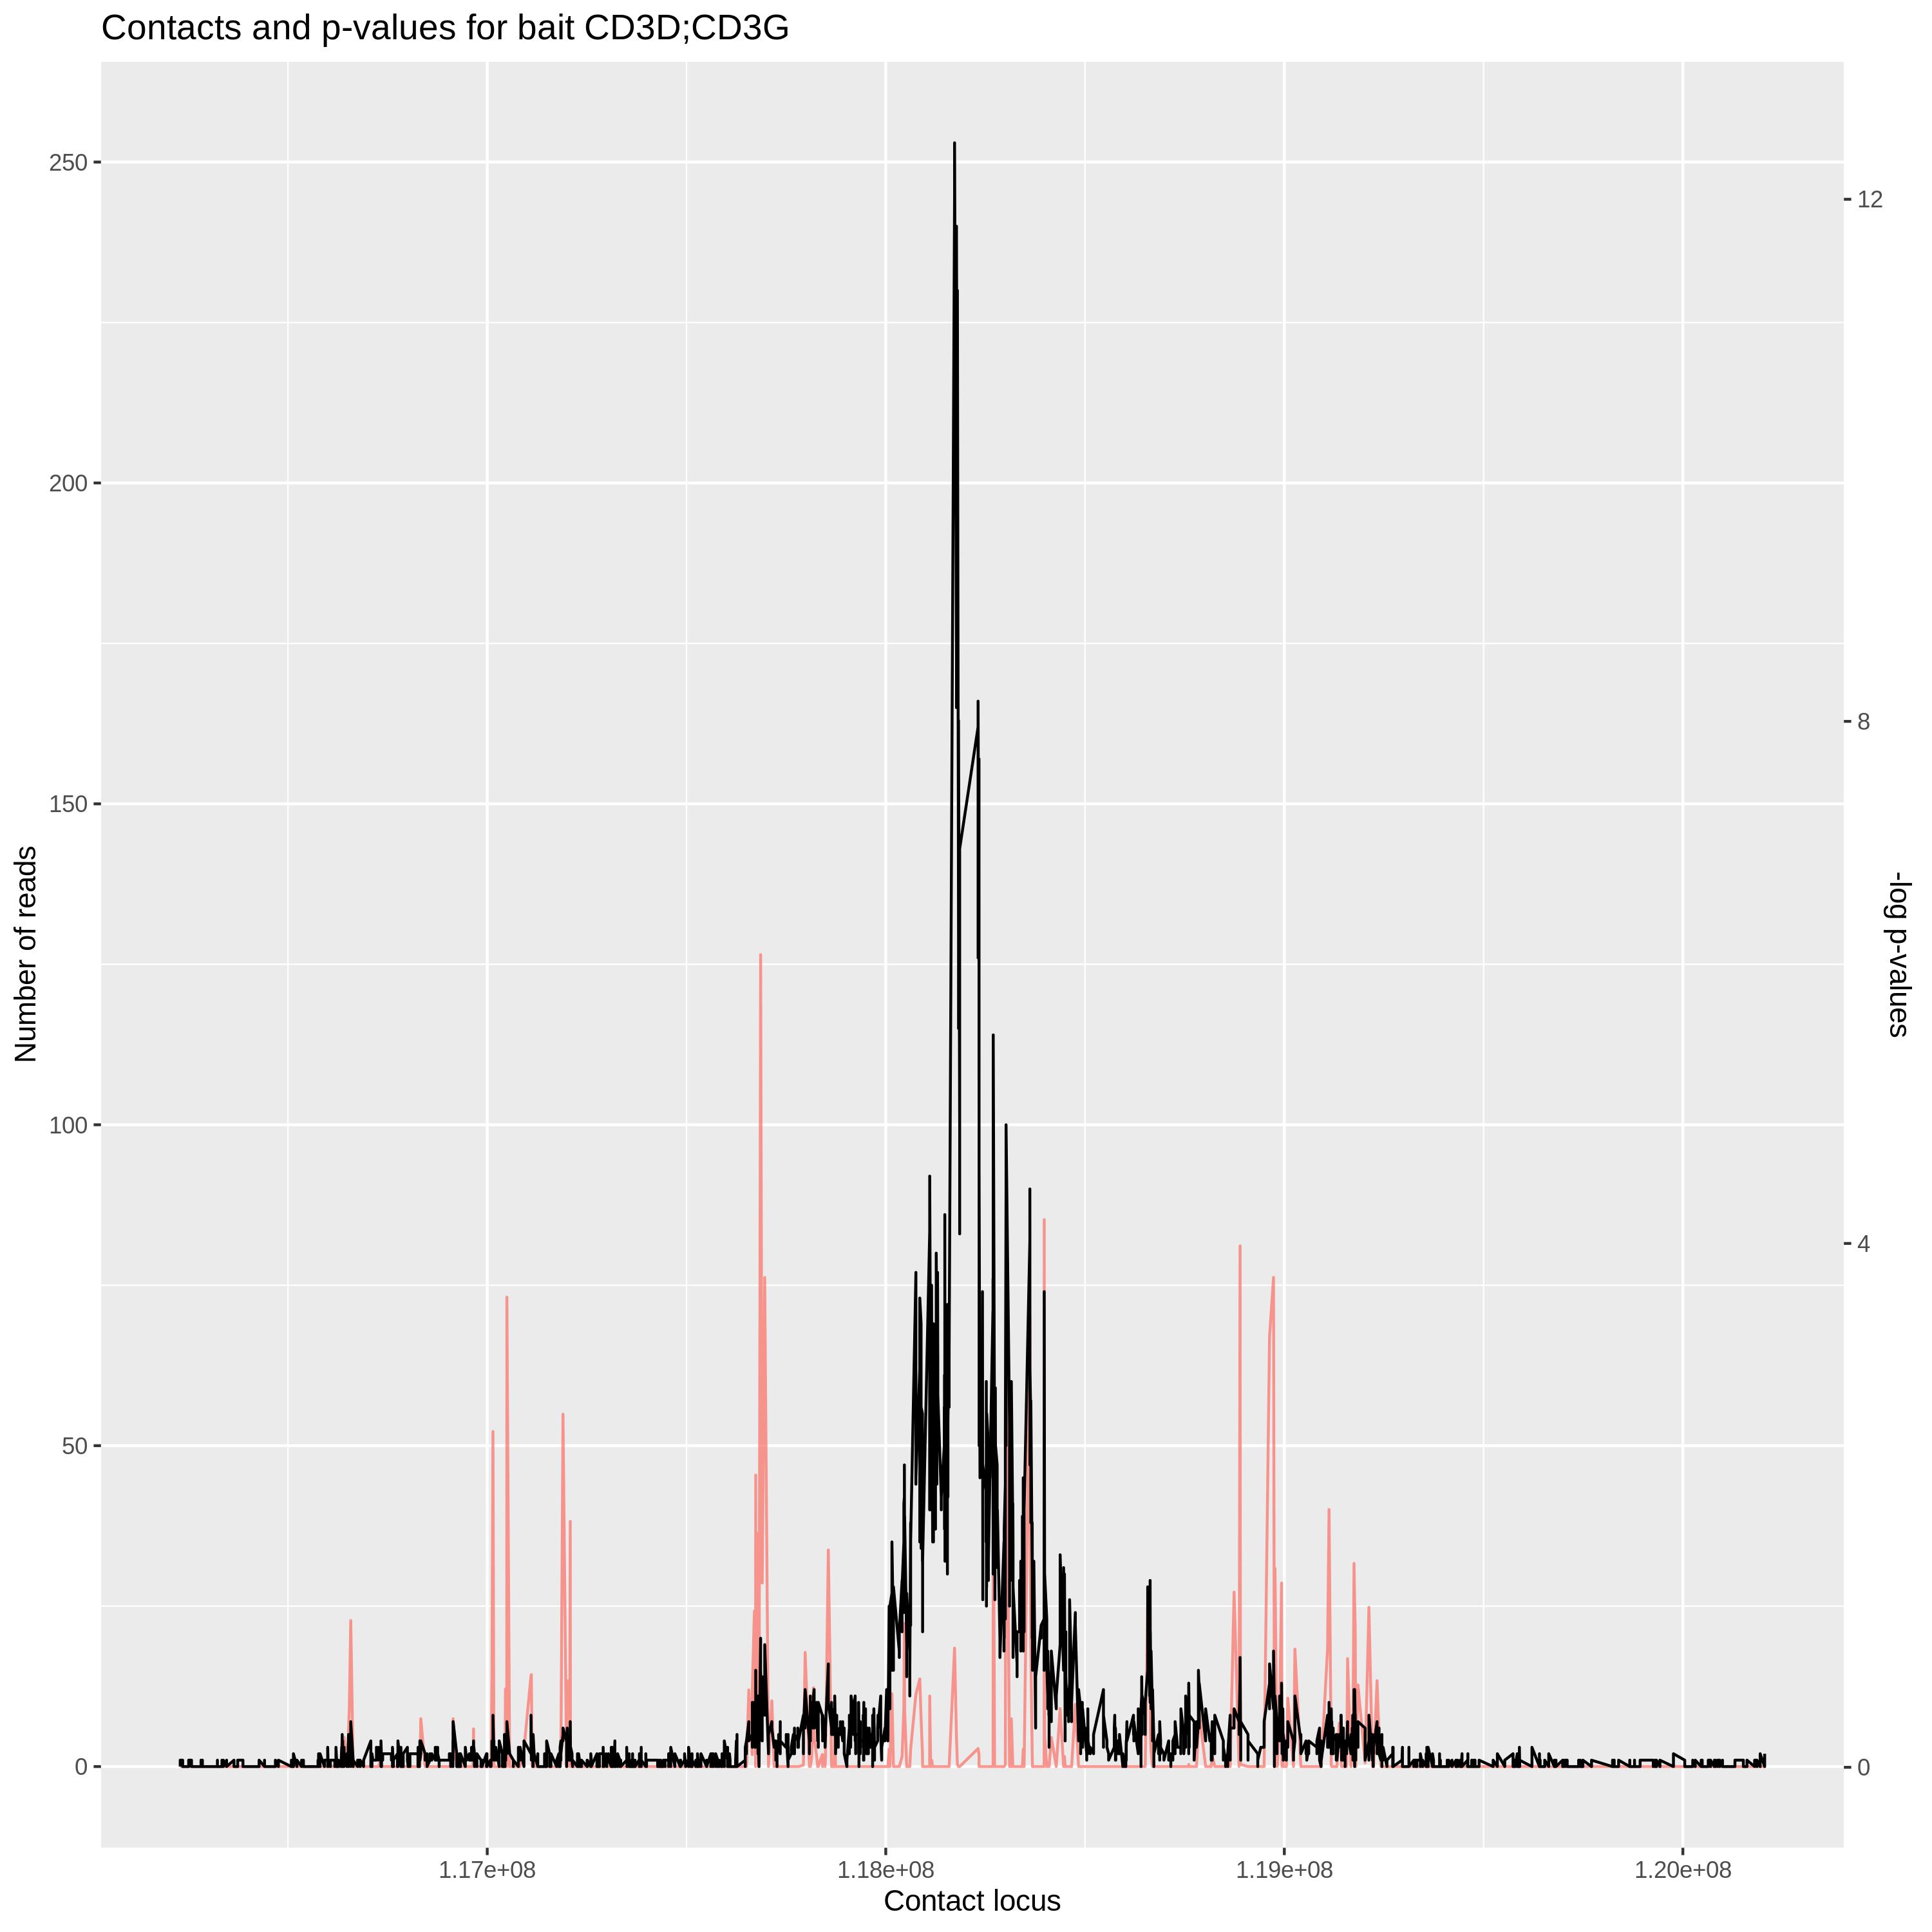 Contacts and p-values for bait CD3D;CD3G
250
200
150
100
50
0
Number of reads
12
8
4
0
-log p-values
1.17e+08
1.18e+08
1.19e+08
1.20e+08
Contact locus